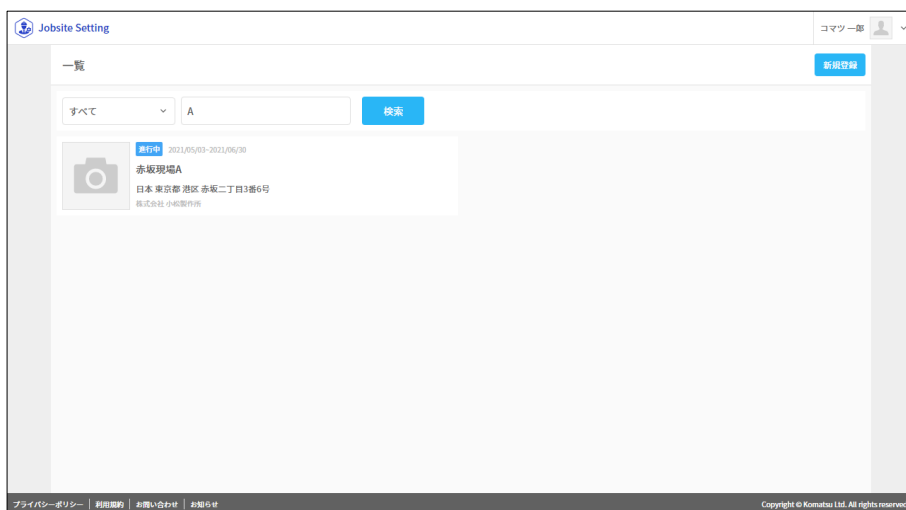 Jobsite Setting
コマツ 一郎
一覧
新規登録
すべて
A
検索
進行中 2021/05/03-2021/06/30
赤坂現場A
日本 東京都 港区 赤坂二丁目3番6号
株式会社 小松製作所
プライバシーポリシー | 利用規約 | お問い合わせ | お知らせ
Copyright © Komatsu Ltd. All rights reserved